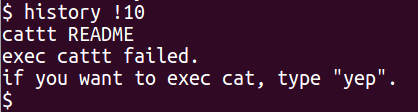 $ history !10
cattt README
exec cattt failed.
if you want to exec cat, type "yep".
$